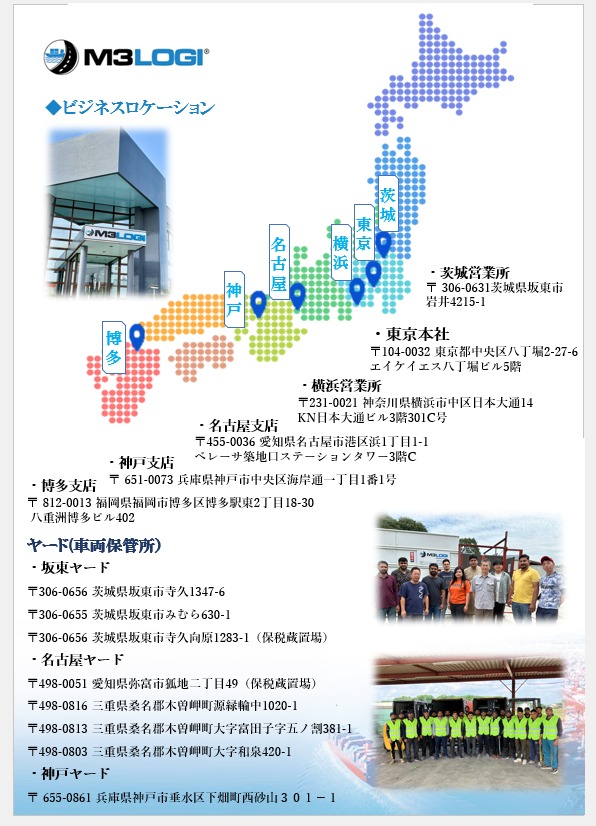 M3LOGI®
◆ビジネスロケーション
M3LOGI
茨城
東京
横浜
名古屋
神戸
博多
・茨城営業所
〒306-0631茨城県坂東市
岩井4215-1
・東京本社
〒104-0032 東京都中央区八丁堀2-27-6
エイケイエス八丁堀ビル5階
・横浜営業所
〒231-0021 神奈川県横浜市中区日本大通14
KN日本大通ビル3階301C号
・名古屋支店
〒455-0036 愛知県名古屋市港区浜1丁目1-1
ベレーサ築地口ステーションタワー3階C
・神戸支店
〒 651-0073 兵庫県神戸市中央区海岸通一丁目1番1号
・博多支店
〒 812-0013 福岡県福岡市博多区博多駅東2丁目18-30
八重洲博多ビル402
ヤード(車両保管所)
・坂東ヤード
〒306-0656 茨城県坂東市寺久1347-6
〒306-0655 茨城県坂東市みむら630-1
〒306-0656 茨城県坂東市寺久向原1283-1（保税蔵置場）
・名古屋ヤード
〒498-0051 愛知県弥富市狐地二丁目49（保税蔵置場）
〒498-0816 三重県桑名郡木曽岬町源緑輪中1020-1
〒498-0813 三重県桑名郡木曽岬町大字富田子字五ノ割381-1
〒498-0803 三重県桑名郡木曽岬町大字和泉420-1
・神戸ヤード
〒 655-0861 兵庫県神戸市垂水区下畑町西砂山３０１－１
M3LOGI